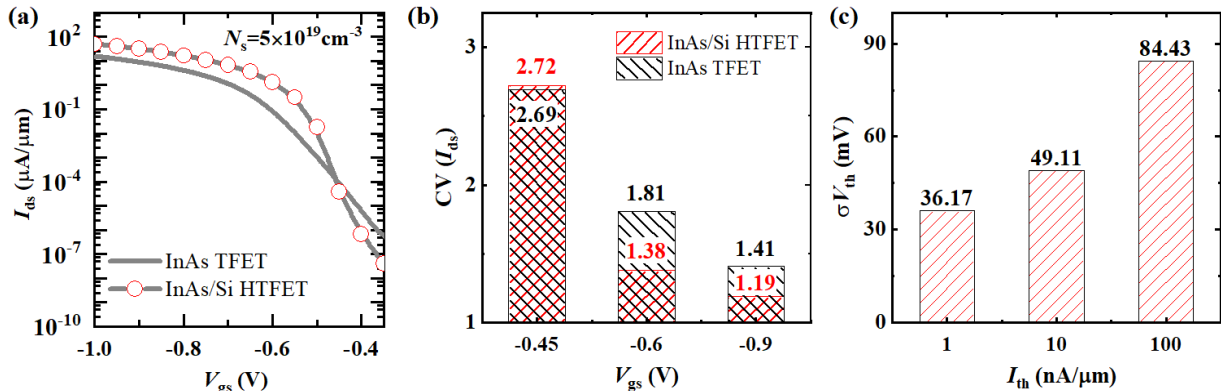 (a)
N_s=5×10^19cm^-3
10^2
10^-1
10^-4
10^-7
10^-10
I_ds (μA/μm)
InAs TFET
InAs/Si HTFET
-1.0 -0.8 -0.6 -0.4
V_gs (V)
(b)
InAs/Si HTFET
InAs TFET
3
2
1
CV (I_ds)
2.72
2.69
1.81
1.38
1.41
1.19
-0.45 -0.6 -0.9
V_gs (V)
(c)
90
60
30
0
σV_th (mV)
36.17
49.11
84.43
1 10 100
I_th (nA/μm)